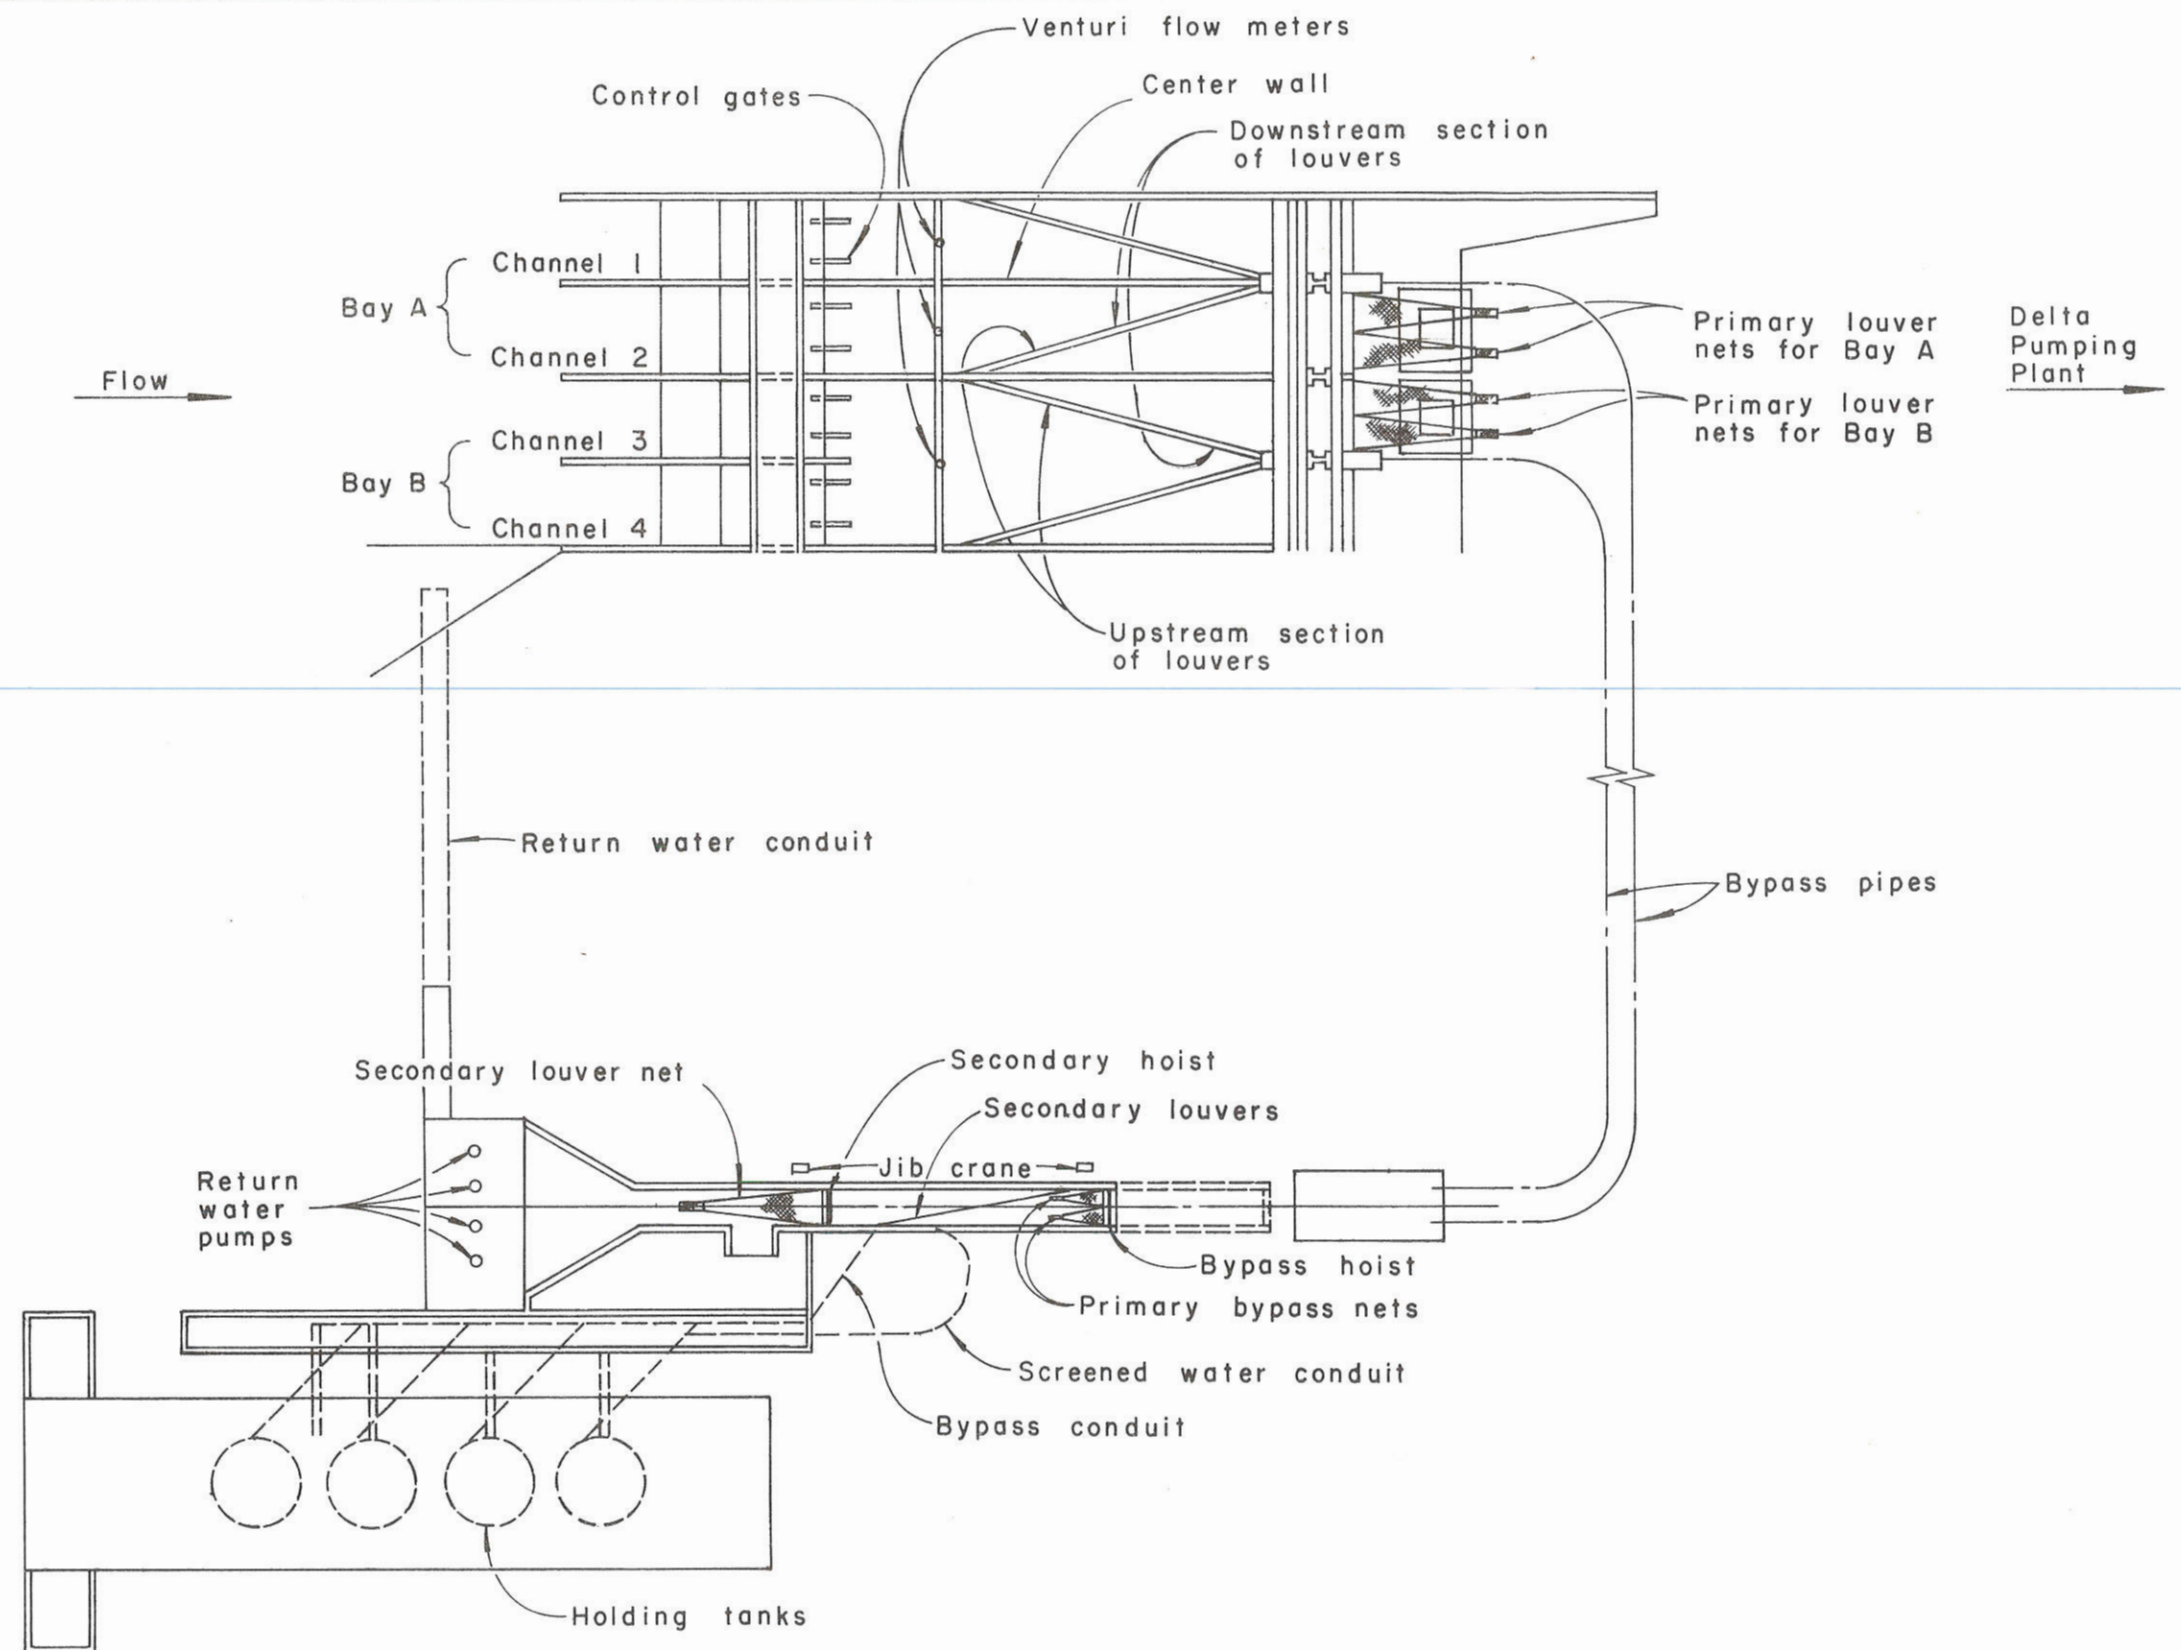 Venturi flow meters
Control gates
Center wall
Downstream section
of louvers
Channel 1
Bay A
Channel 2
Flow
Channel 3
Bay B
Channel 4
Primary louver
nets for Bay A
Primary louver
nets for Bay B
Delta
Pumping
Plant
Upstream section
of louvers
Return water conduit
Bypass pipes
Secondary louver net
Secondary hoist
Secondary louvers
Jib crane
Return
water
pumps
Bypass hoist
Primary bypass nets
Screened water conduit
Bypass conduit
Holding tanks